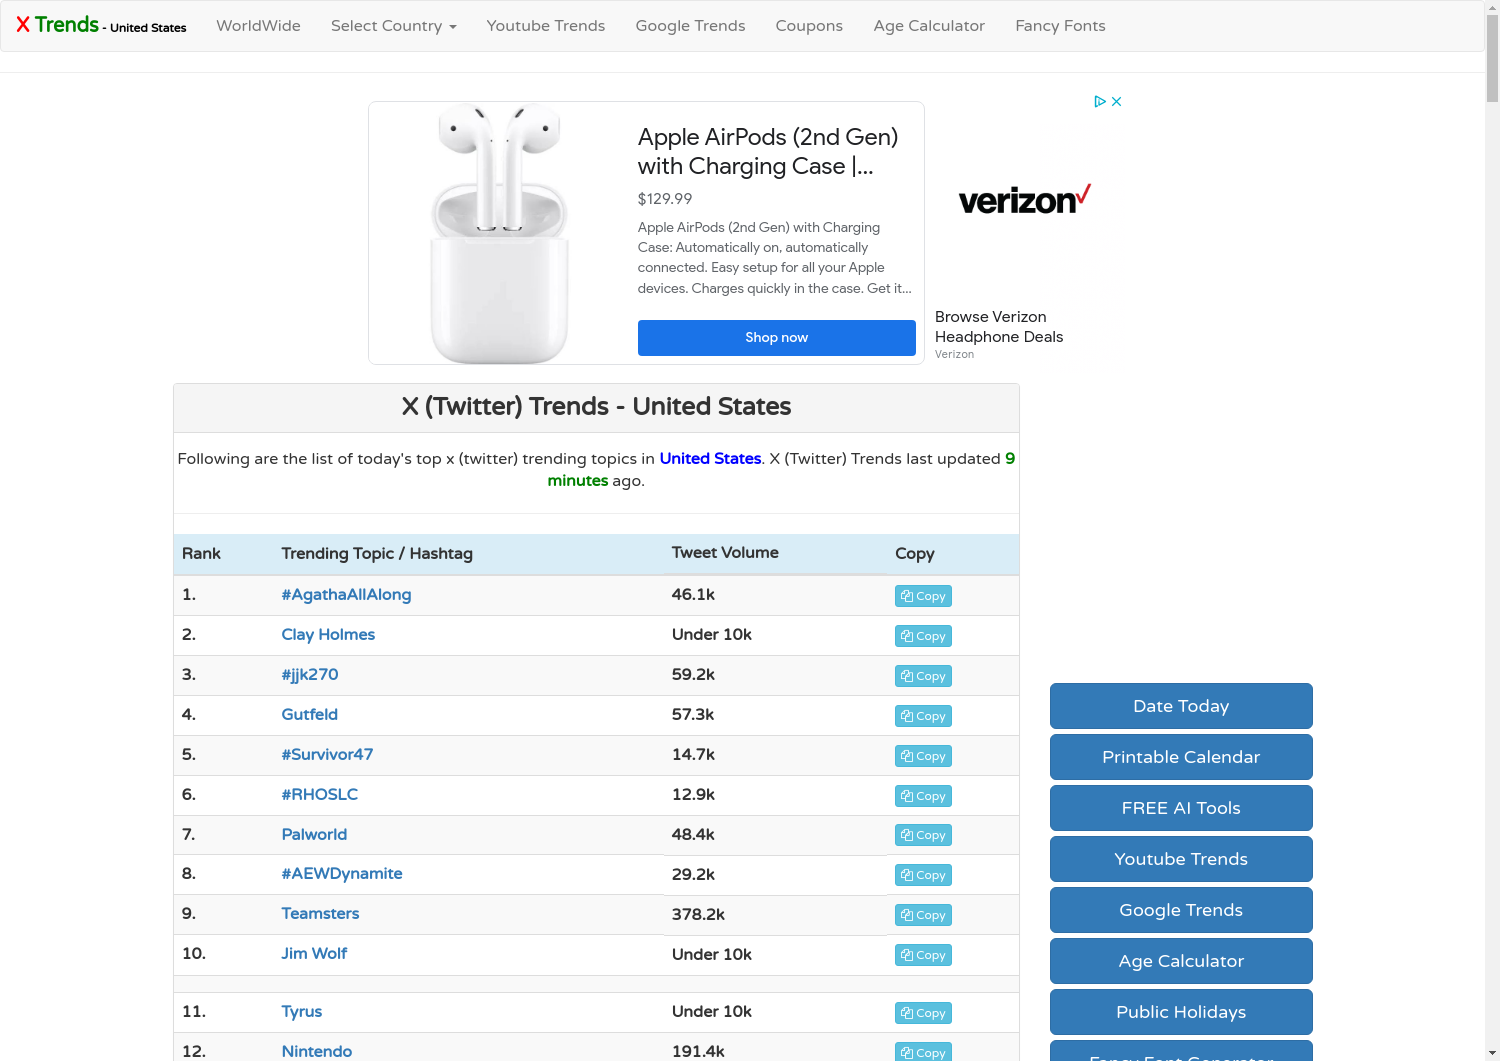 X Trends - United States
WorldWide
Select Country
Youtube Trends
Google Trends
Coupons
Age Calculator
Fancy Fonts
Apple AirPods (2nd Gen)
with Charging Case |...
$129.99
Apple AirPods (2nd Gen) with Charging
Case: Automatically on, automatically
connected. Easy setup for all your Apple
devices. Charges quickly in the case. Get it...
Shop now
verizon
Browse Verizon
Headphone Deals
Verizon
X (Twitter) Trends - United States
Following are the list of today's top x (twitter) trending topics in United States. X (Twitter) Trends last updated 9
minutes ago.
Rank Trending Topic / Hashtag Tweet Volume Copy
1. #AgathaAllAlong 46.1k Copy
2. Clay Holmes Under 10k Copy
3. #jjk270 59.2k Copy
4. Gutfeld 57.3k Copy
5. #Survivor47 14.7k Copy
6. #RHOSLC 12.9k Copy
7. Palworld 48.4k Copy
8. #AEWDynamite 29.2k Copy
9. Teamsters 378.2k Copy
10. Jim Wolf Under 10k Copy
11. Tyrus Under 10k Copy
12. Nintendo 191.4k Copy
Date Today
Printable Calendar
FREE AI Tools
Youtube Trends
Google Trends
Age Calculator
Public Holidays
Fancy Font Generator